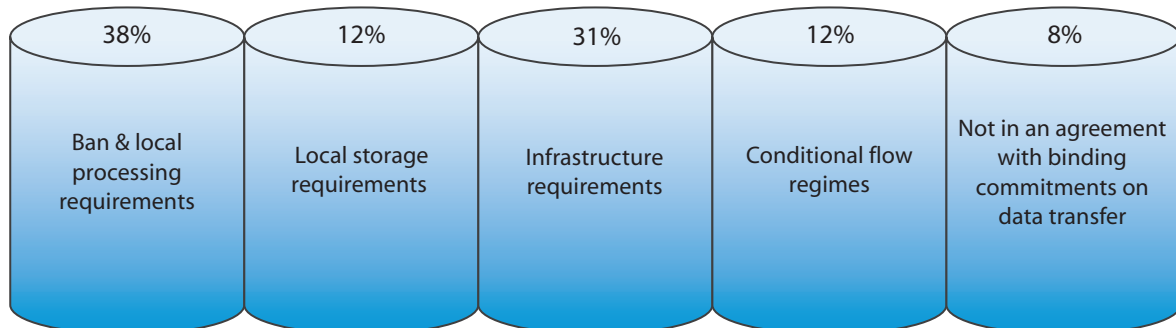 38%
12%
31%
12%
8%
Ban & local
processing
requirements
Local storage
requirements
Infrastructure
requirements
Conditional flow
regimes
Not in an agreement
with binding
commitments on
data transfer